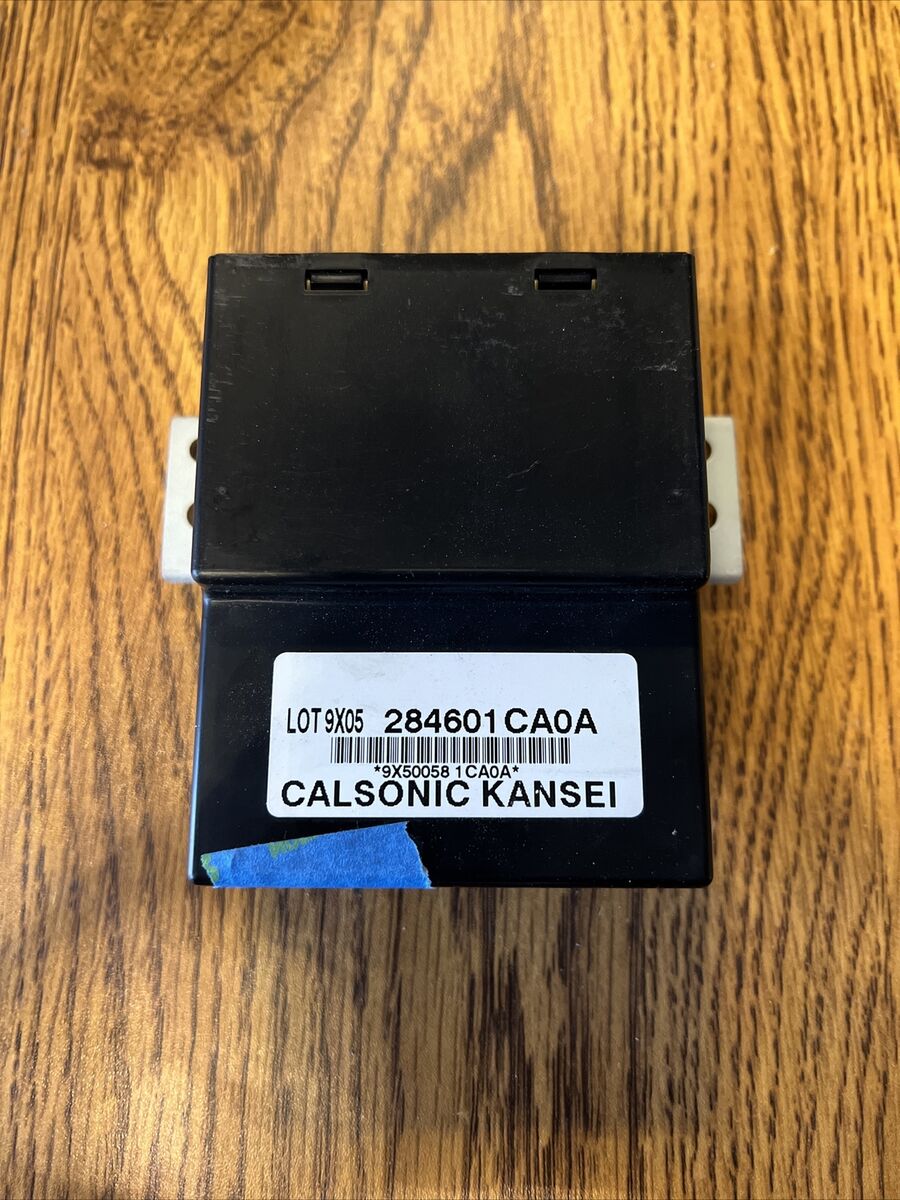 LOT 9X05 284601CA0A
*9X50058 1CA0A*
CALSONIC KANSEI